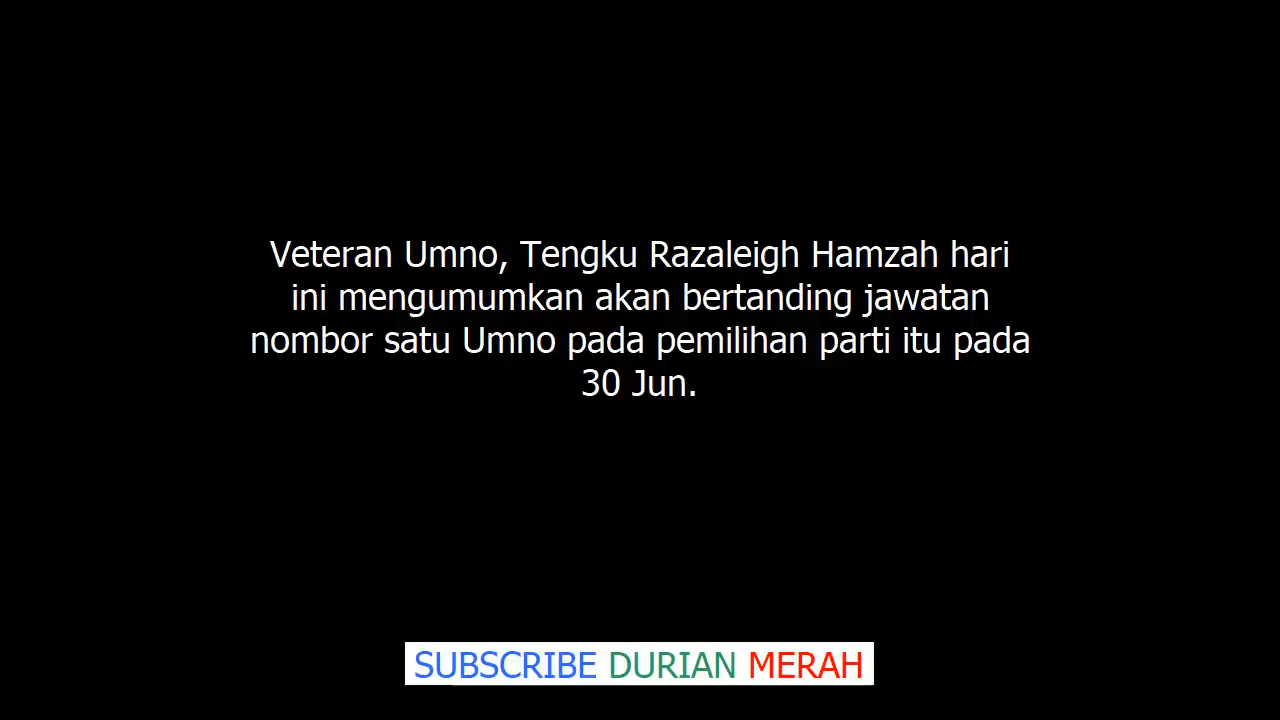 Veteran Umno, Tengku Razaleigh Hamzah hari
ini mengumumkan akan bertanding jawatan
nombor satu Umno pada pemilihan parti itu pada
30 Jun.
SUBSCRIBE DURIAN MERAH